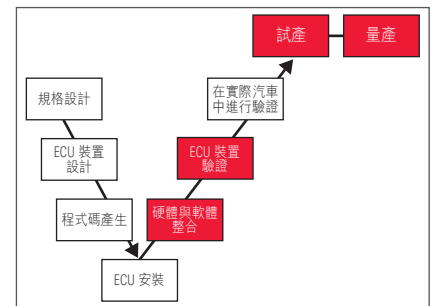 試產
量產
規格設計
在實際汽車
中進行驗證
ECU 裝置
設計
ECU 裝置
驗證
程式碼產生
硬體與軟體
整合
ECU 安裝